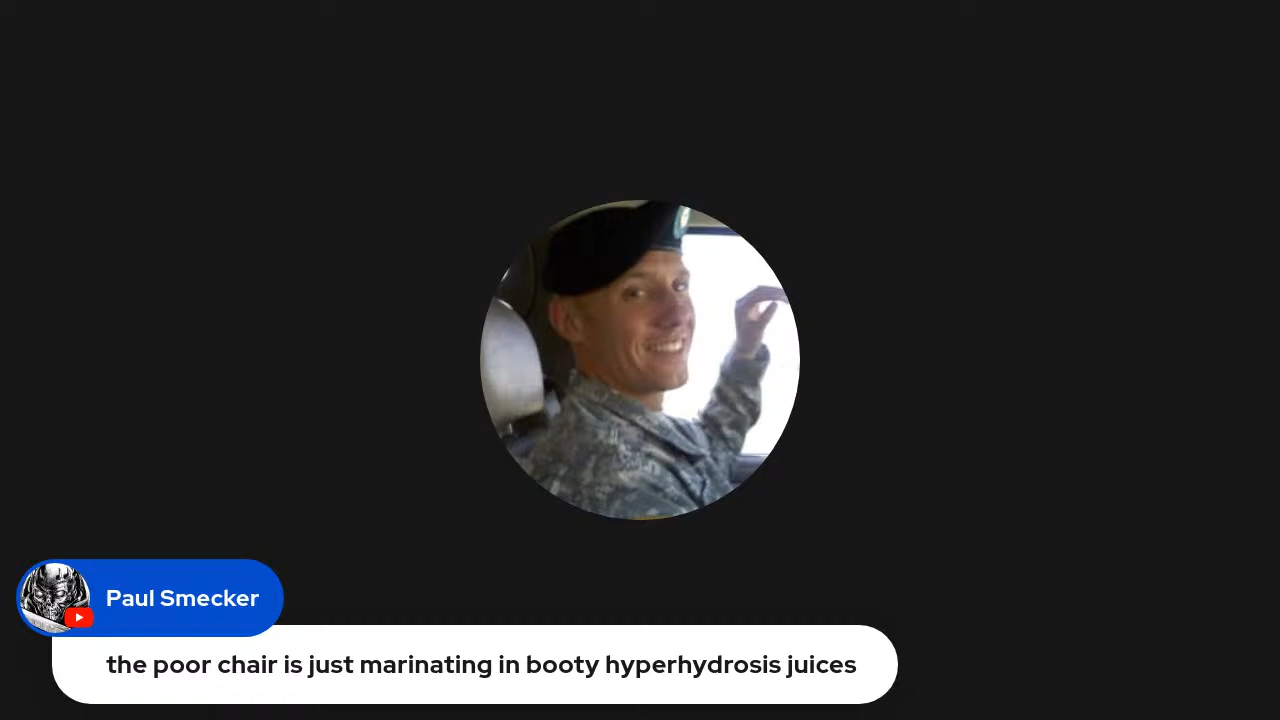 Paul Smecker
the poor chair is just marinating in booty hyperhydrosis juices